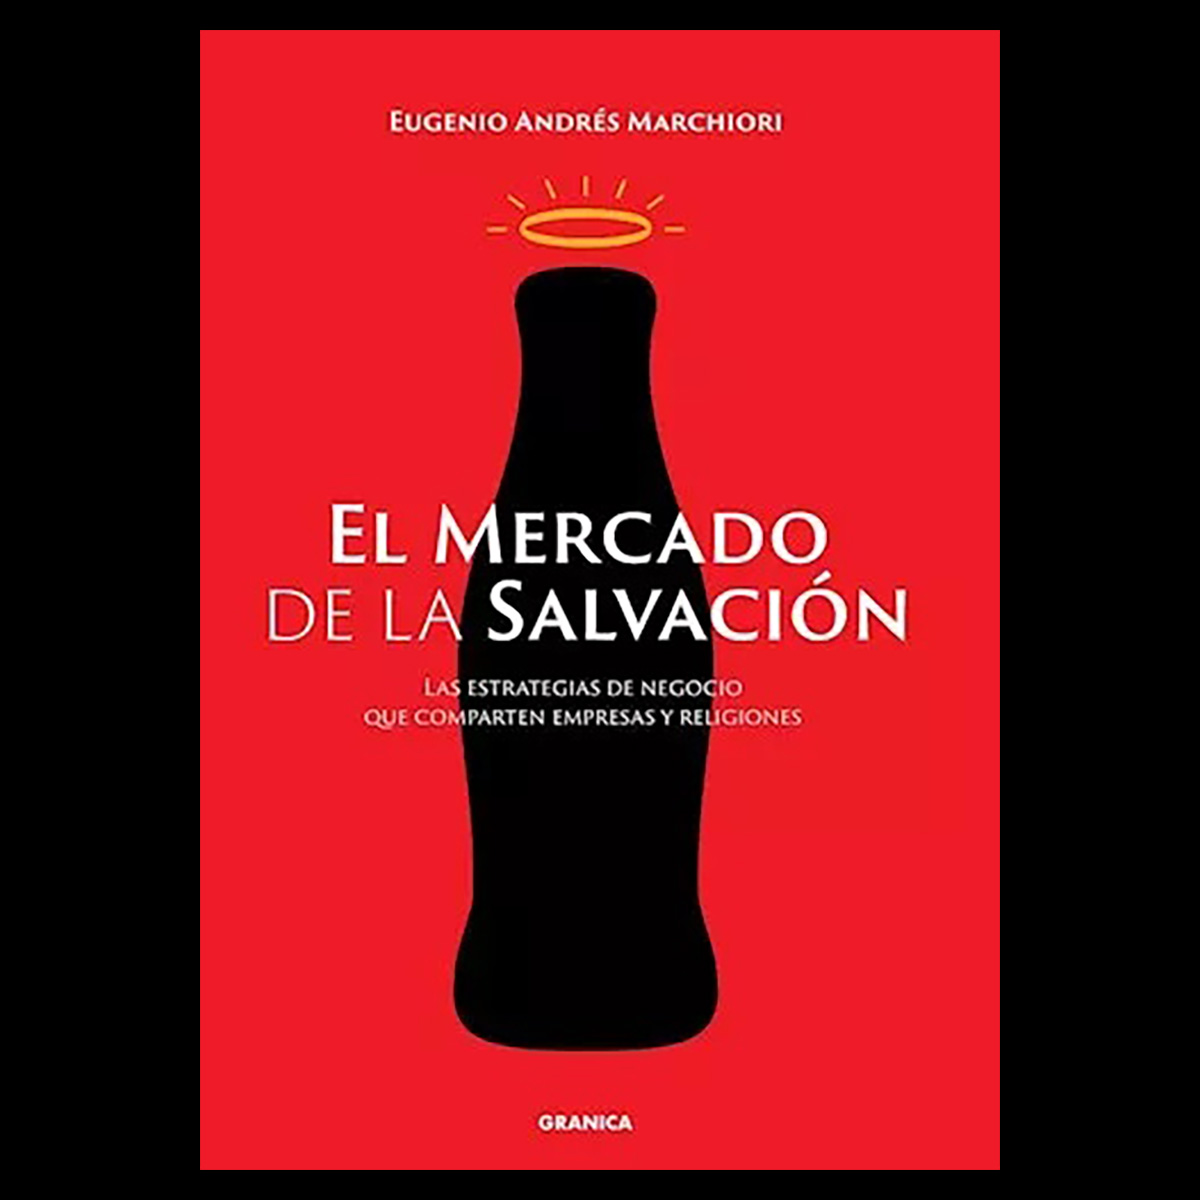 EUGENIO ANDRÉS MARCHIORI
EL MERCADO
DE LA SALVACIÓN
LAS ESTRATEGIAS DE NEGOCIO
QUE COMPARTEN EMPRESAS Y RELIGIONES
GRANICA